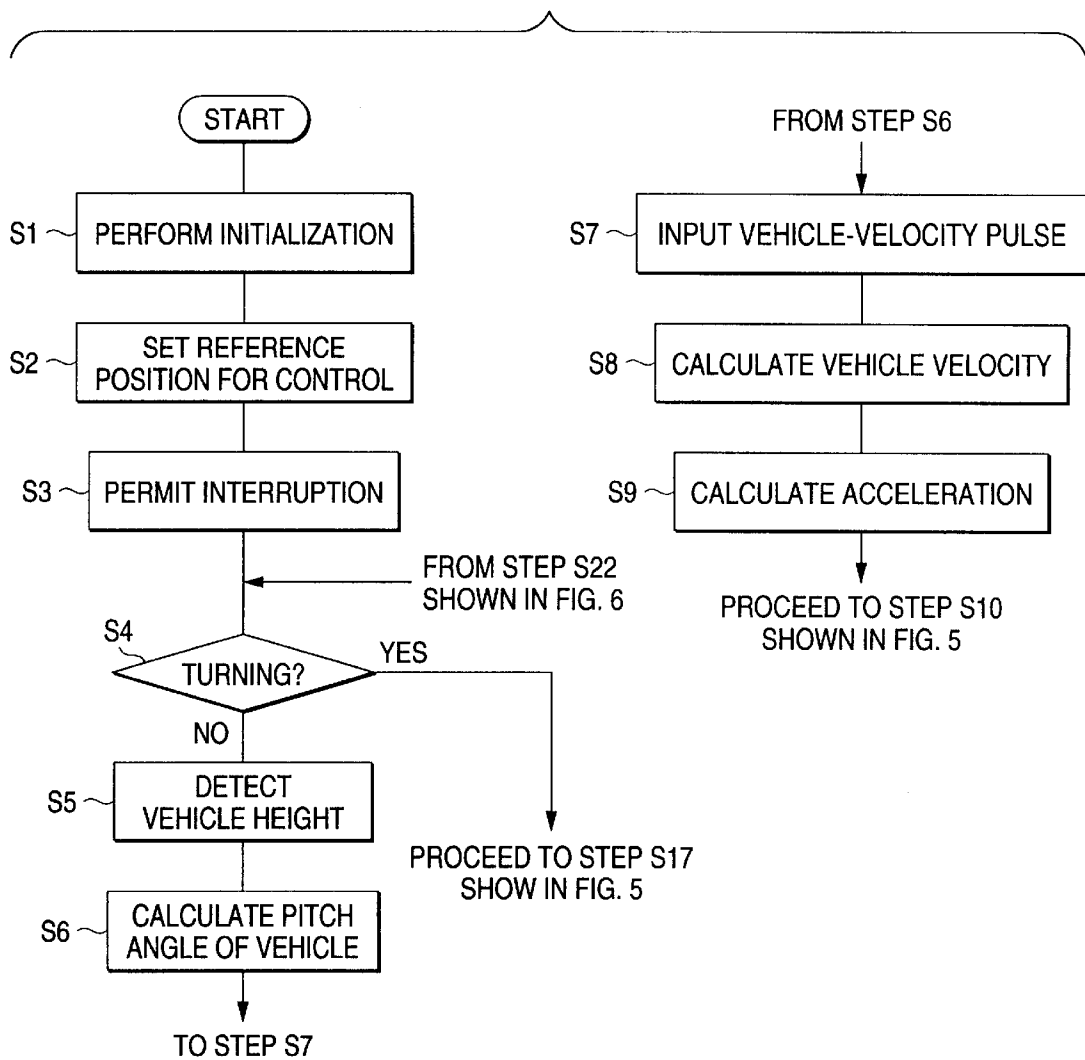 START
S1
PERFORM INITIALIZATION
S2
SET REFERENCE
POSITION FOR CONTROL
S3
PERMIT INTERRUPTION
FROM STEP S22
SHOWN IN FIG. 6
S4
TURNING?
YES
NO
S5
DETECT
VEHICLE HEIGHT
PROCEED TO STEP S17
SHOW IN FIG. 5
S6
CALCULATE PITCH
ANGLE OF VEHICLE
TO STEP S7
FROM STEP S6
S7
INPUT VEHICLE-VELOCITY PULSE
S8
CALCULATE VEHICLE VELOCITY
S9
CALCULATE ACCELERATION
PROCEED TO STEP S10
SHOWN IN FIG. 5